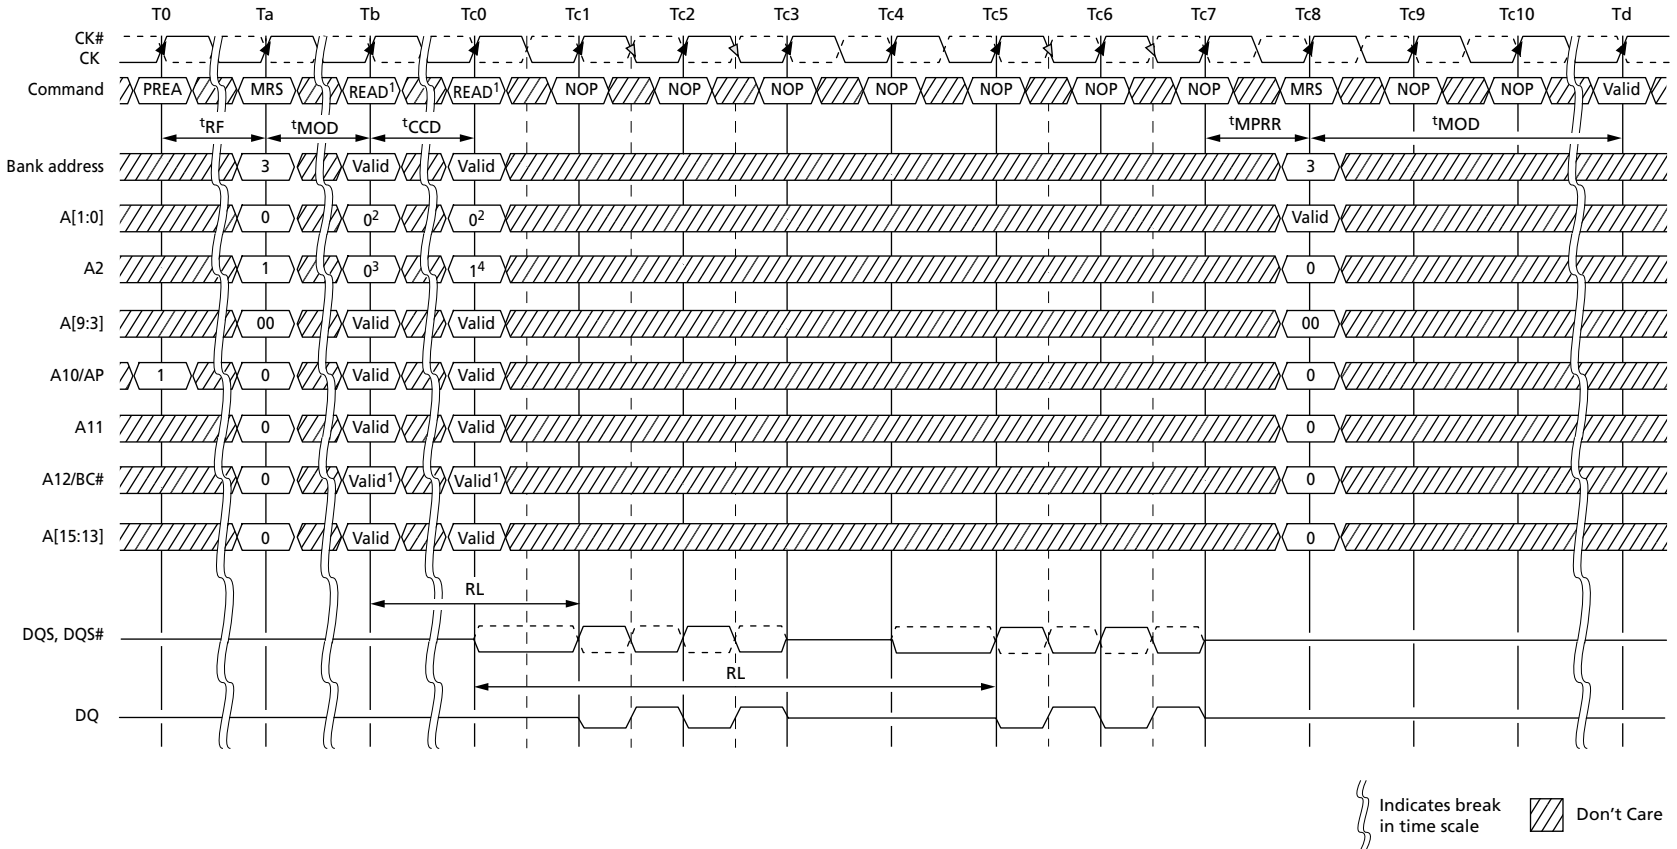 T0 Ta Tb Tc0 Tc1 Tc2 Tc3 Tc4 Tc5 Tc6 Tc7 Tc8 Tc9 Tc10 Td
CK#
CK
Command PREA MRS READ¹ READ¹ NOP NOP NOP NOP NOP NOP NOP MRS NOP NOP Valid
tRF tMOD tCCD tMPRR tMOD
Bank address 3 Valid Valid 3
A[1:0] 0 0² 0² Valid
A2 1 0³ 1⁴ 0
A[9:3] 00 Valid Valid 00
A10/AP 1 0 Valid Valid 0
A11 0 Valid Valid 0
A12/BC# 0 Valid¹ Valid¹ 0
A[15:13] 0 Valid Valid 0
RL
DQS, DQS#
RL
DQ
Indicates break
in time scale
Don't Care